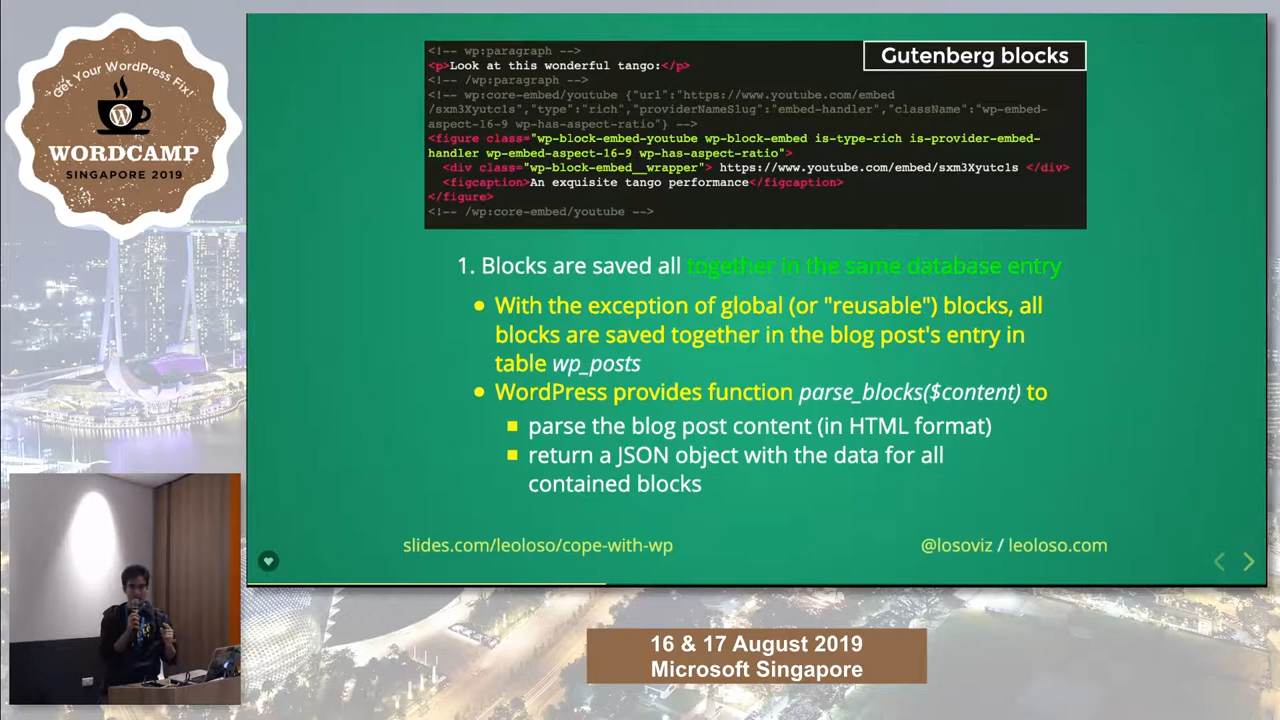 Get Your WordPress Fix!
WORDCAMP
SINGAPORE 2019
Gutenberg blocks
<!-- wp:paragraph -->
<p>Look at this wonderful tango:</p>
<!-- /wp:paragraph -->
<!-- wp:core-embed/youtube {"url":"https://www.youtube.com/embed
/sxm3Xyutc1s","type":"rich","providerNameSlug":"embed-handler","className":"wp-embed-
aspect-16-9 wp-has-aspect-ratio"} -->
<figure class="wp-block-embed-youtube wp-block-embed is-type-rich is-provider-embed-
handler wp-embed-aspect-16-9 wp-has-aspect-ratio">
<div class="wp-block-embed__wrapper"> https://www.youtube.com/embed/sxm3Xyutc1s </div>
<figcaption>An exquisite tango performance</figcaption>
</figure>
<!-- /wp:core-embed/youtube -->
1. Blocks are saved all together in the same database entry
• With the exception of global (or "reusable") blocks, all
blocks are saved together in the blog post's entry in
table wp_posts
• WordPress provides function parse_blocks($content) to
parse the blog post content (in HTML format)
return a JSON object with the data for all
contained blocks
slides.com/leoloso/cope-with-wp
@losoviz / leoloso.com
16 & 17 August 2019
Microsoft Singapore